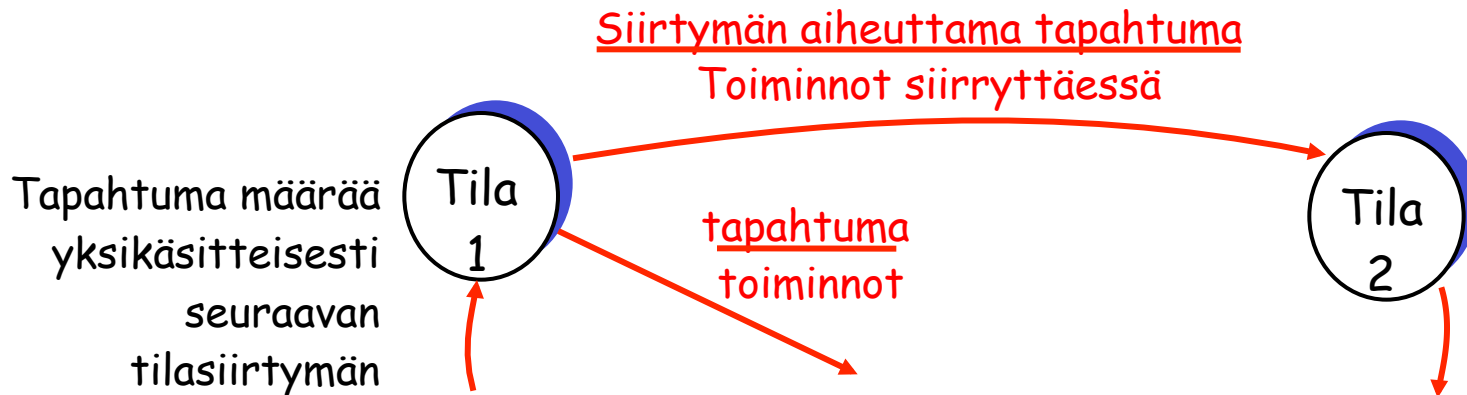 Siirtymän aiheuttama tapahtuma
Toiminnot siirryttäessä
Tapahtuma määrää
yksikäsitteisesti
seuraavan
tilasiirtymän
Tila
1
tapahtuma
toiminnot
Tila
2